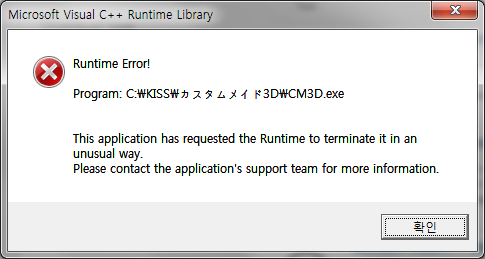 Microsoft Visual C++ Runtime Library
Runtime Error!
Program: C:₩KISS₩カスタムメイド3D₩CM3D.exe
This application has requested the Runtime to terminate it in an
unusual way.
Please contact the application's support team for more information.
확인